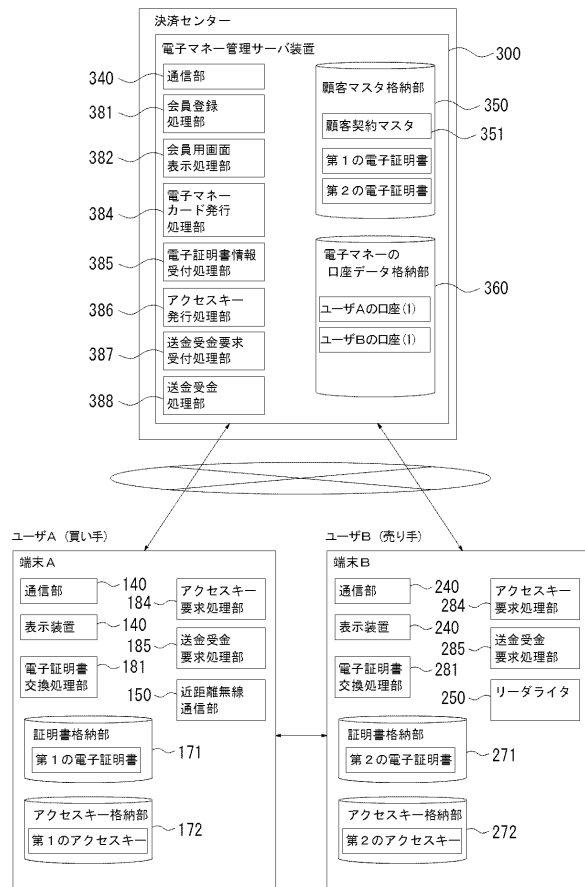 決済センター
電子マネー管理サーバ装置
300
340
通信部
381
会員登録
処理部
382
会員用画面
表示処理部
384
電子マネー
カード発行
処理部
385
電子証明書情報
受付処理部
386
アクセスキー
発行処理部
387
送金受金要求
受付処理部
388
送金受金
処理部
顧客マスタ格納部
350
顧客契約マスタ
351
第1の電子証明書
第2の電子証明書
電子マネーの
口座データ格納部
360
ユーザAの口座(1)
ユーザBの口座(1)
ユーザA(買い手)
端末A
通信部
140
表示装置
140
電子証明書
交換処理部
181
184
アクセスキー
要求処理部
185
送金受金
要求処理部
150
近距離無線
通信部
証明書格納部
第1の電子証明書
171
アクセスキー格納部
第1のアクセスキー
172
ユーザB(売り手)
端末B
通信部
240
表示装置
240
電子証明書
交換処理部
281
284
アクセスキー
要求処理部
285
送金受金
要求処理部
250
リーダライタ
証明書格納部
第2の電子証明書
271
アクセスキー格納部
第2のアクセスキー
272